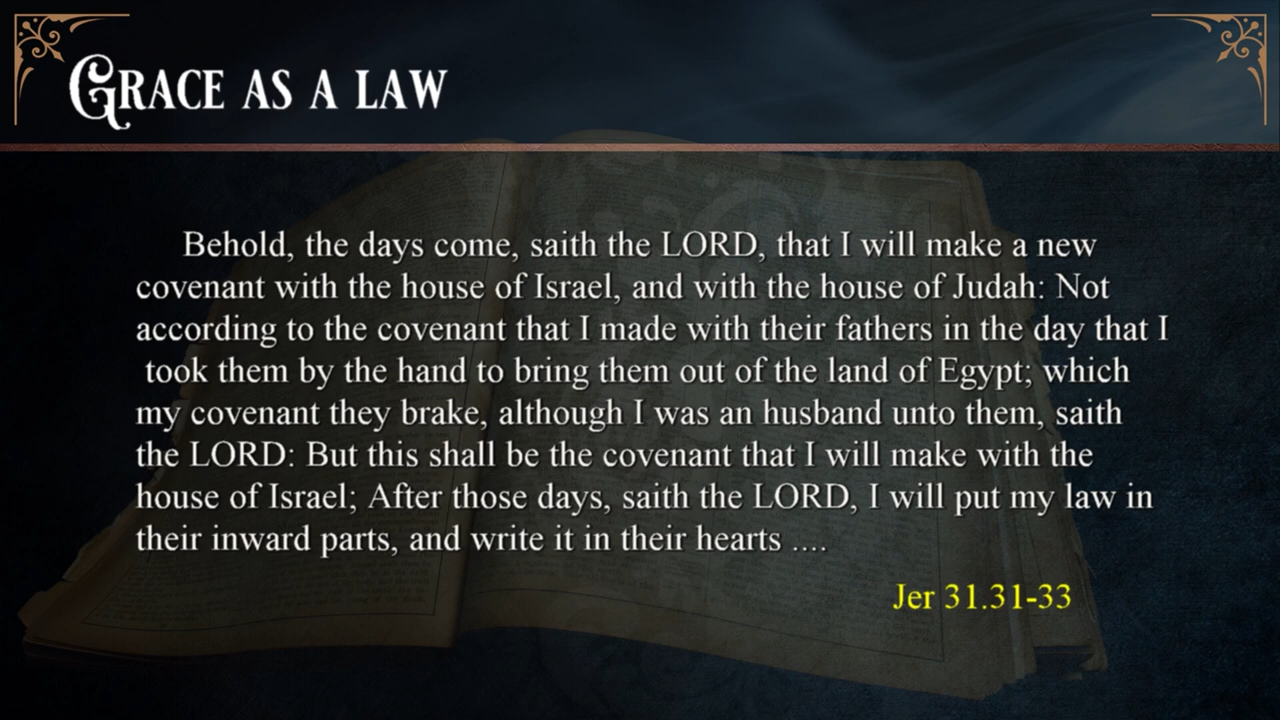 Grace as a law
Behold, the days come, saith the LORD, that I will make a new
covenant with the house of Israel, and with the house of Judah: Not
according to the covenant that I made with their fathers in the day that I
took them by the hand to bring them out of the land of Egypt; which
my covenant they brake, although I was an husband unto them, saith
the LORD: But this shall be the covenant that I will make with the
house of Israel; After those days, saith the LORD, I will put my law in
their inward parts, and write it in their hearts ....
Jer 31.31-33